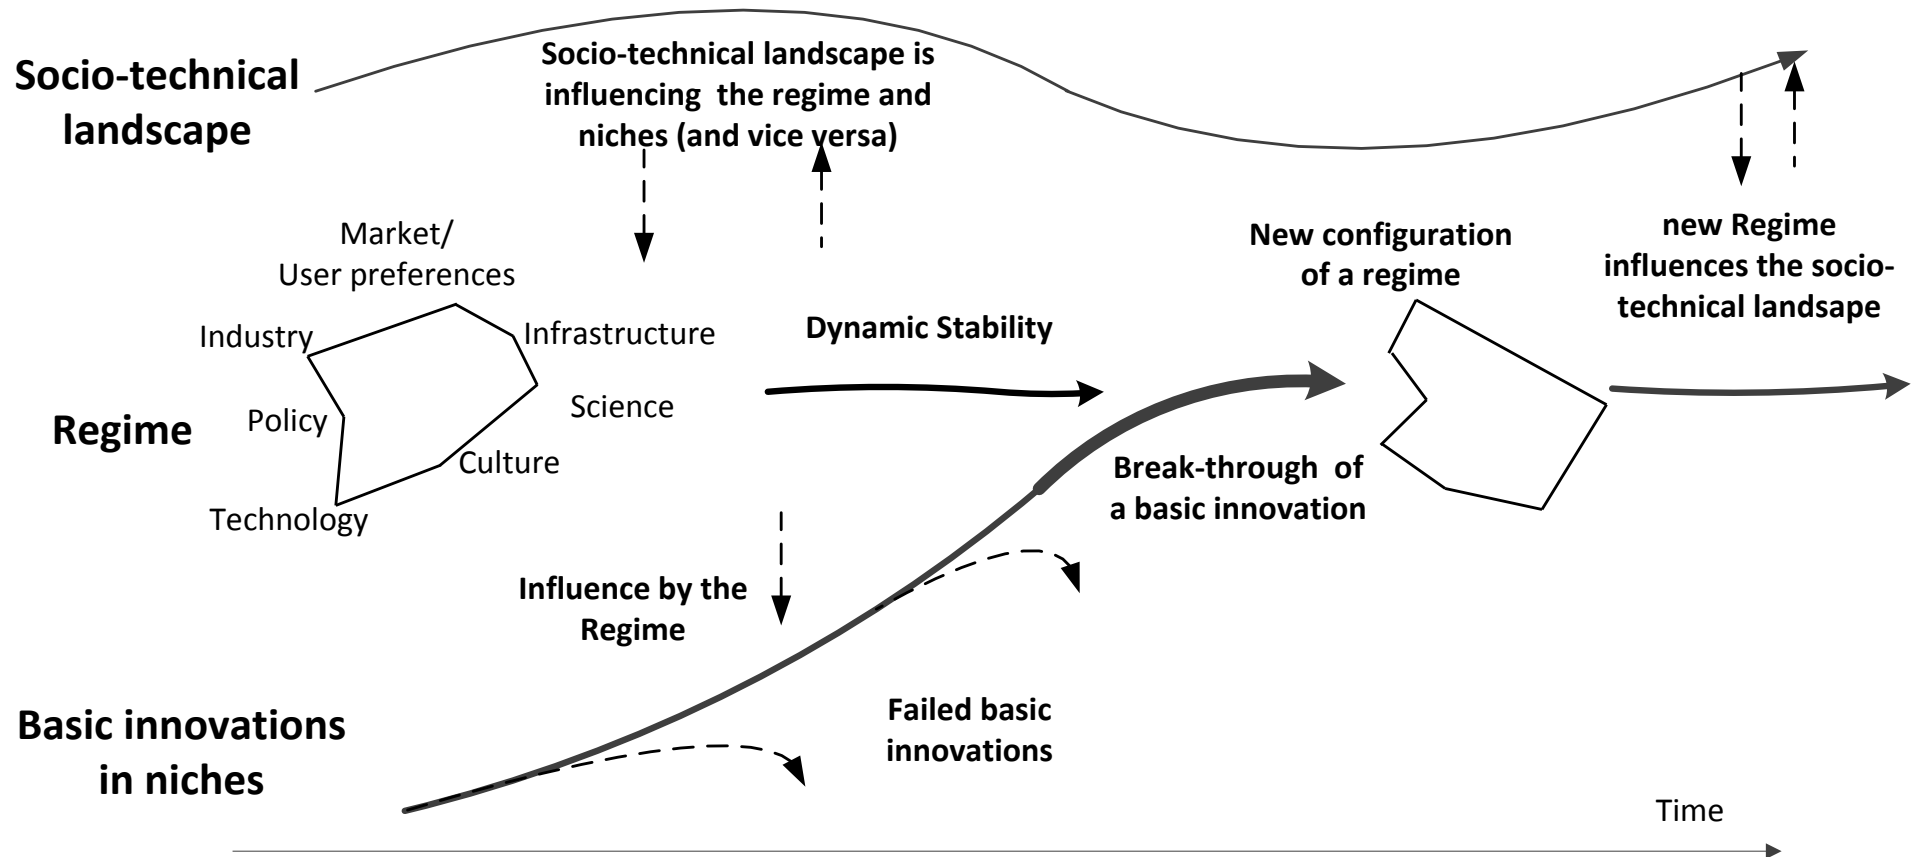 Socio-technical
landscape
Socio-technical landscape is
influencing the regime and
niches (and vice versa)
new Regime
influences the socio-
technical landsape
New configuration
of a regime
Market/
User preferences
Industry
Infrastructure
Dynamic Stability
Regime
Policy
Science
Culture
Technology
Break-through of
a basic innovation
Influence by the
Regime
Failed basic
innovations
Basic innovations
in niches
Time